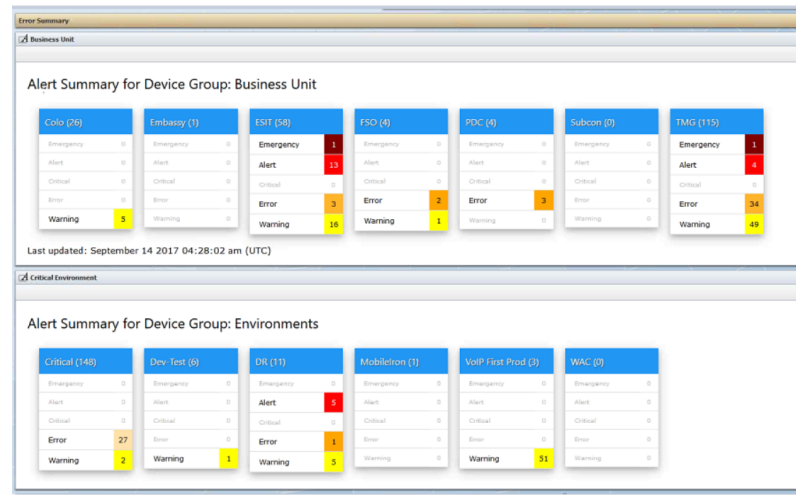 Error Summary
Business Unit
Alert Summary for Device Group: Business Unit
Colo (26) Embassy (1) ESIT (58) FSO (4) PDC (4) Subcon (0) TMG (115)
Emergency 0 Emergency 0 Emergency 1 Emergency 0 Emergency 0 Emergency 0 Emergency 1
Alert 0 Alert 0 Alert 13 Alert 0 Alert 0 Alert 0 Alert 4
Critical 0 Critical 0 Critical 0 Critical 0 Critical 0 Critical 0 Critical 0
Error 0 Error 0 Error 3 Error 2 Error 3 Error 0 Error 34
Warning 5 Warning 0 Warning 16 Warning 1 Warning 0 Warning 0 Warning 49
Last updated: September 14 2017 04:28:02 am (UTC)
Critical Environment
Alert Summary for Device Group: Environments
Critical (148) Dev-Test (6) DR (11) MobileIron (1) VoIP First Prod (3) WAC (0)
Emergency 0 Emergency 0 Emergency 0 Emergency 0 Emergency 0 Emergency 0
Alert 0 Alert 0 Alert 5 Alert 0 Alert 0 Alert 0
Critical 0 Critical 0 Critical 0 Critical 0 Critical 0 Critical 0
Error 27 Error 0 Error 1 Error 0 Error 0 Error 0
Warning 2 Warning 1 Warning 5 Warning 0 Warning 51 Warning 0